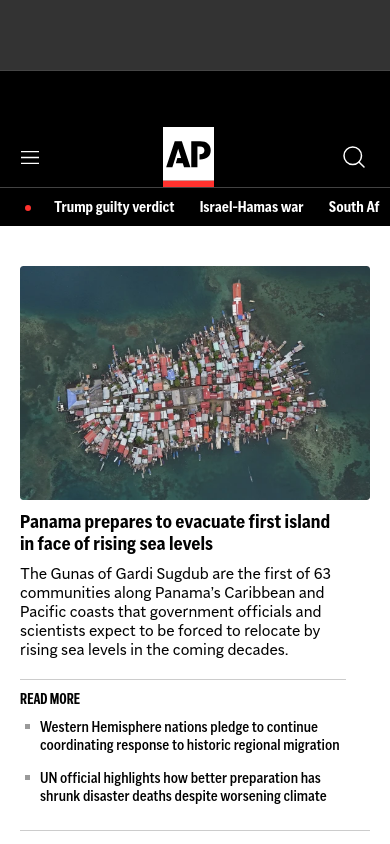 AP
Trump guilty verdict Israel-Hamas war South Af
Panama prepares to evacuate first island
in face of rising sea levels
The Gunas of Gardi Sugdub are the first of 63
communities along Panama’s Caribbean and
Pacific coasts that government officials and
scientists expect to be forced to relocate by
rising sea levels in the coming decades.
READ MORE
Western Hemisphere nations pledge to continue
coordinating response to historic regional migration
UN official highlights how better preparation has
shrunk disaster deaths despite worsening climate